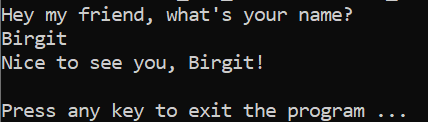 Hey my friend, what's your name?
Birgit
Nice to see you, Birgit!
Press any key to exit the program ...